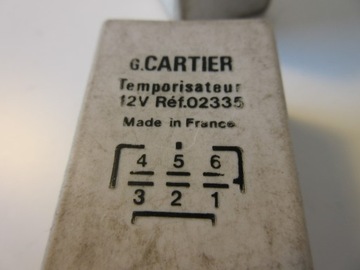 G.CARTIER
Temporisateur
12V Réf.02335
Made in France
4 5 6
3 2 1